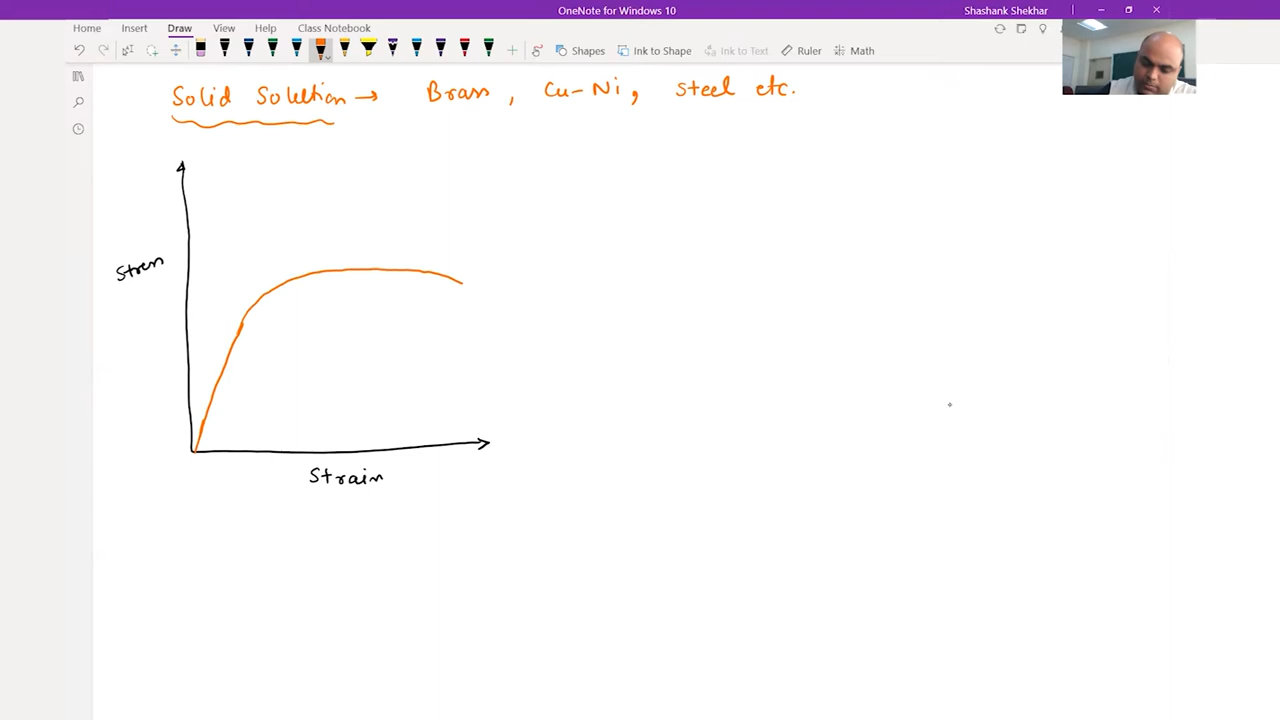 OneNote for Windows 10
Shashank Shekhar
Home Insert Draw View Help Class Notebook
Shapes Ink to Shape Ink to Text Ruler Math
Solid Solution → Brass, Cu-Ni, steel etc.
Stress
Strain